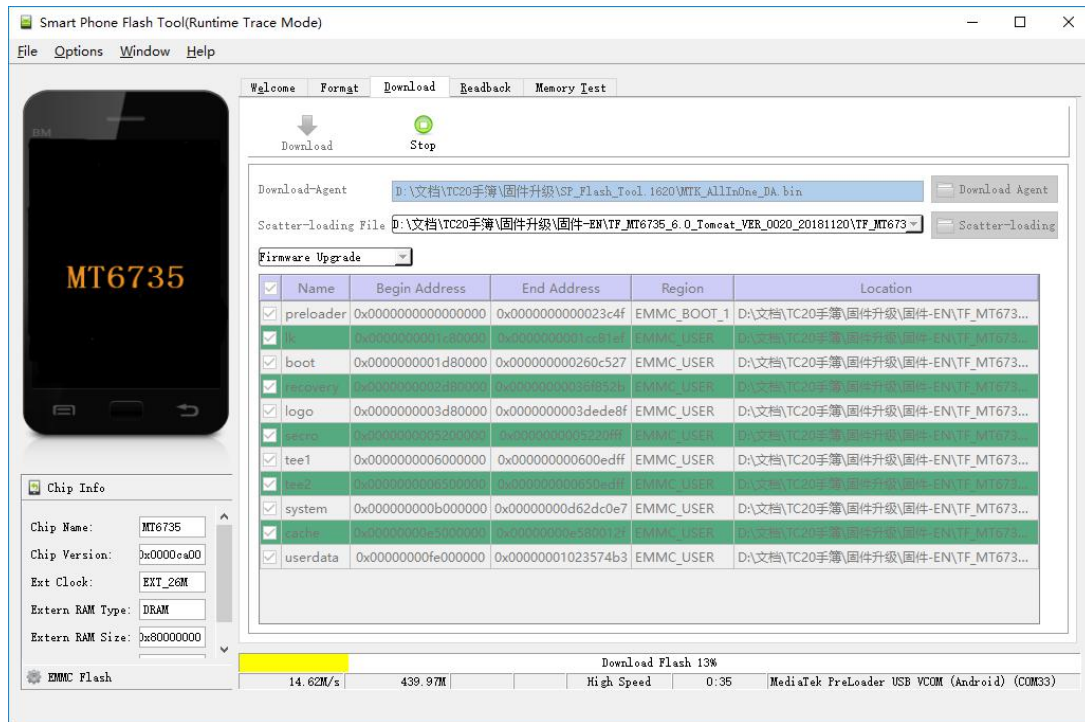 Smart Phone Flash Tool(Runtime Trace Mode)
File Options Window Help
Welcome Format Download Readback Memory Test
BM
MT6735
Download Stop
Download-Agent D:\文档\TC20手簿\固件升级\SP_Flash_Tool.1620\MTK_AllInOne_DA.bin Download Agent
Scatter-loading File D:\文档\TC20手簿\固件升级\固件-EN\TF_MT6735_6.0_Tomcat_VER_0020_20181120\TF_MT673 Scatter-loading
Firmware Upgrade
Name Begin Address End Address Region Location
preloader 0x0000000000000000 0x0000000000023c4f EMMC_BOOT_1 D:\文档\TC20手簿\固件升级\固件-EN\TF_MT673...
lk 0x0000000001c80000 0x0000000001cc81ef EMMC_USER D:\文档\TC20手簿\固件升级\固件-EN\TF_MT673...
boot 0x0000000001d80000 0x000000000260c527 EMMC_USER D:\文档\TC20手簿\固件升级\固件-EN\TF_MT673...
recovery 0x0000000002d80000 0x00000000036f852b EMMC_USER D:\文档\TC20手簿\固件升级\固件-EN\TF_MT673...
logo 0x0000000003d80000 0x0000000003dede8f EMMC_USER D:\文档\TC20手簿\固件升级\固件-EN\TF_MT673...
secro 0x0000000005200000 0x0000000005220fff EMMC_USER D:\文档\TC20手簿\固件升级\固件-EN\TF_MT673...
tee1 0x0000000006000000 0x000000000600edff EMMC_USER D:\文档\TC20手簿\固件升级\固件-EN\TF_MT673...
tee2 0x0000000006500000 0x000000000650edff EMMC_USER D:\文档\TC20手簿\固件升级\固件-EN\TF_MT673...
system 0x000000000b000000 0x00000000d62dc0e7 EMMC_USER D:\文档\TC20手簿\固件升级\固件-EN\TF_MT673...
cache 0x00000000e5000000 0x00000000e580012f EMMC_USER D:\文档\TC20手簿\固件升级\固件-EN\TF_MT673...
userdata 0x00000000fe000000 0x00000001023574b3 EMMC_USER D:\文档\TC20手簿\固件升级\固件-EN\TF_MT673...
Chip Info
Chip Name: MT6735
Chip Version: 0x0000ca00
Ext Clock: EXT_26M
Extern RAM Type: DRAM
Extern RAM Size: 0x80000000
EMMC Flash
Download Flash 13%
14.62M/s 439.97M High Speed 0:35 MediaTek PreLoader USB VCOM (Android) (COM33)